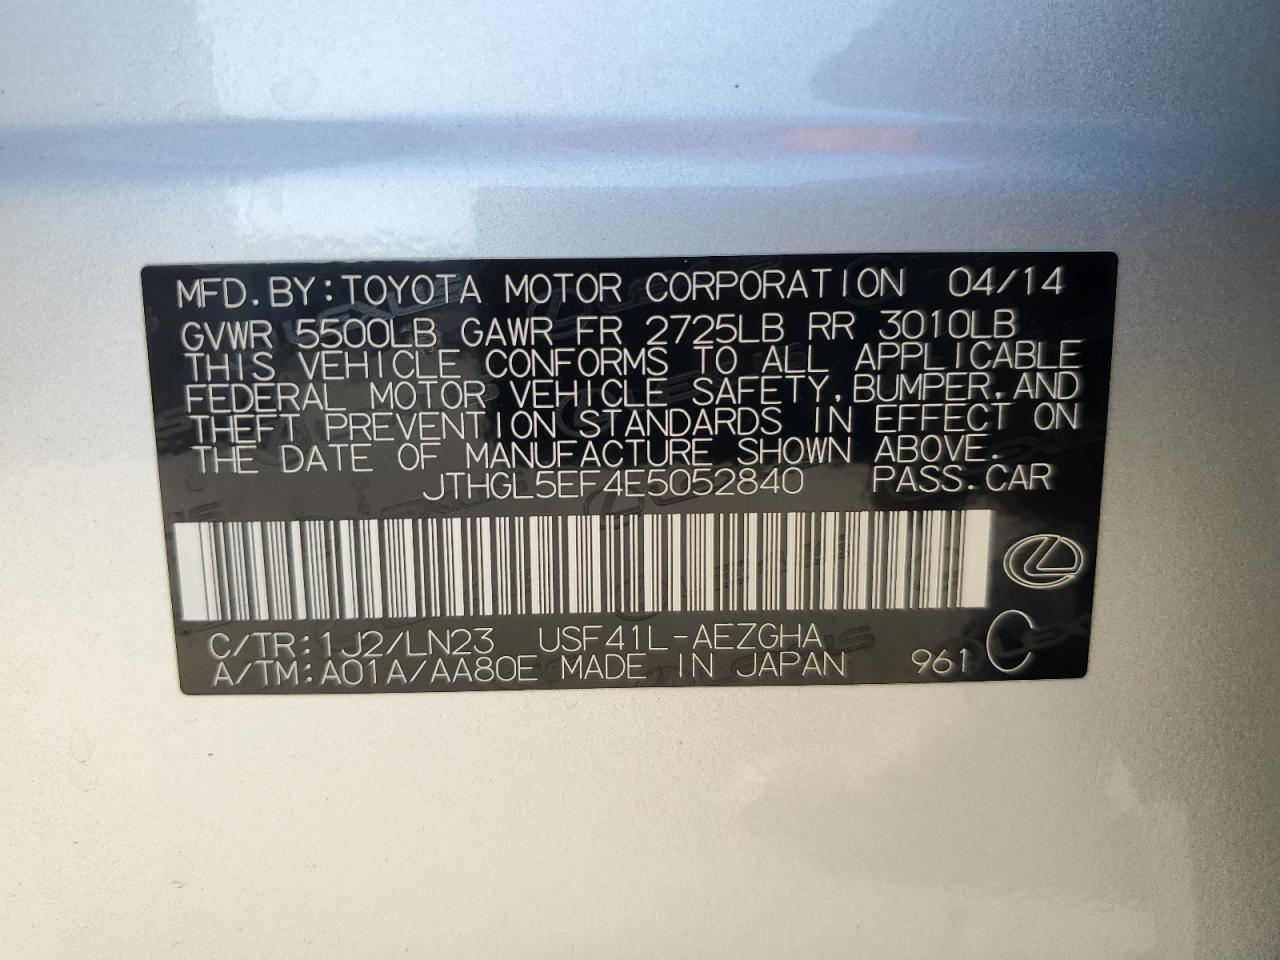 MFD.BY:TOYOTA MOTOR CORPORATION 04/14
GVWR 5500LB GAWR FR 2725LB RR 3010LB
THIS VEHICLE CONFORMS TO ALL APPLICABLE
FEDERAL MOTOR VEHICLE SAFETY,BUMPER,AND
THEFT PREVENTION STANDARDS IN EFFECT ON
THE DATE OF MANUFACTURE SHOWN ABOVE.
JTHGL5EF4E5052840 PASS.CAR
C/TR:1J2/LN23 USF41L-AEZGHA
A/TM:A01A/AA80E MADE IN JAPAN 961 C